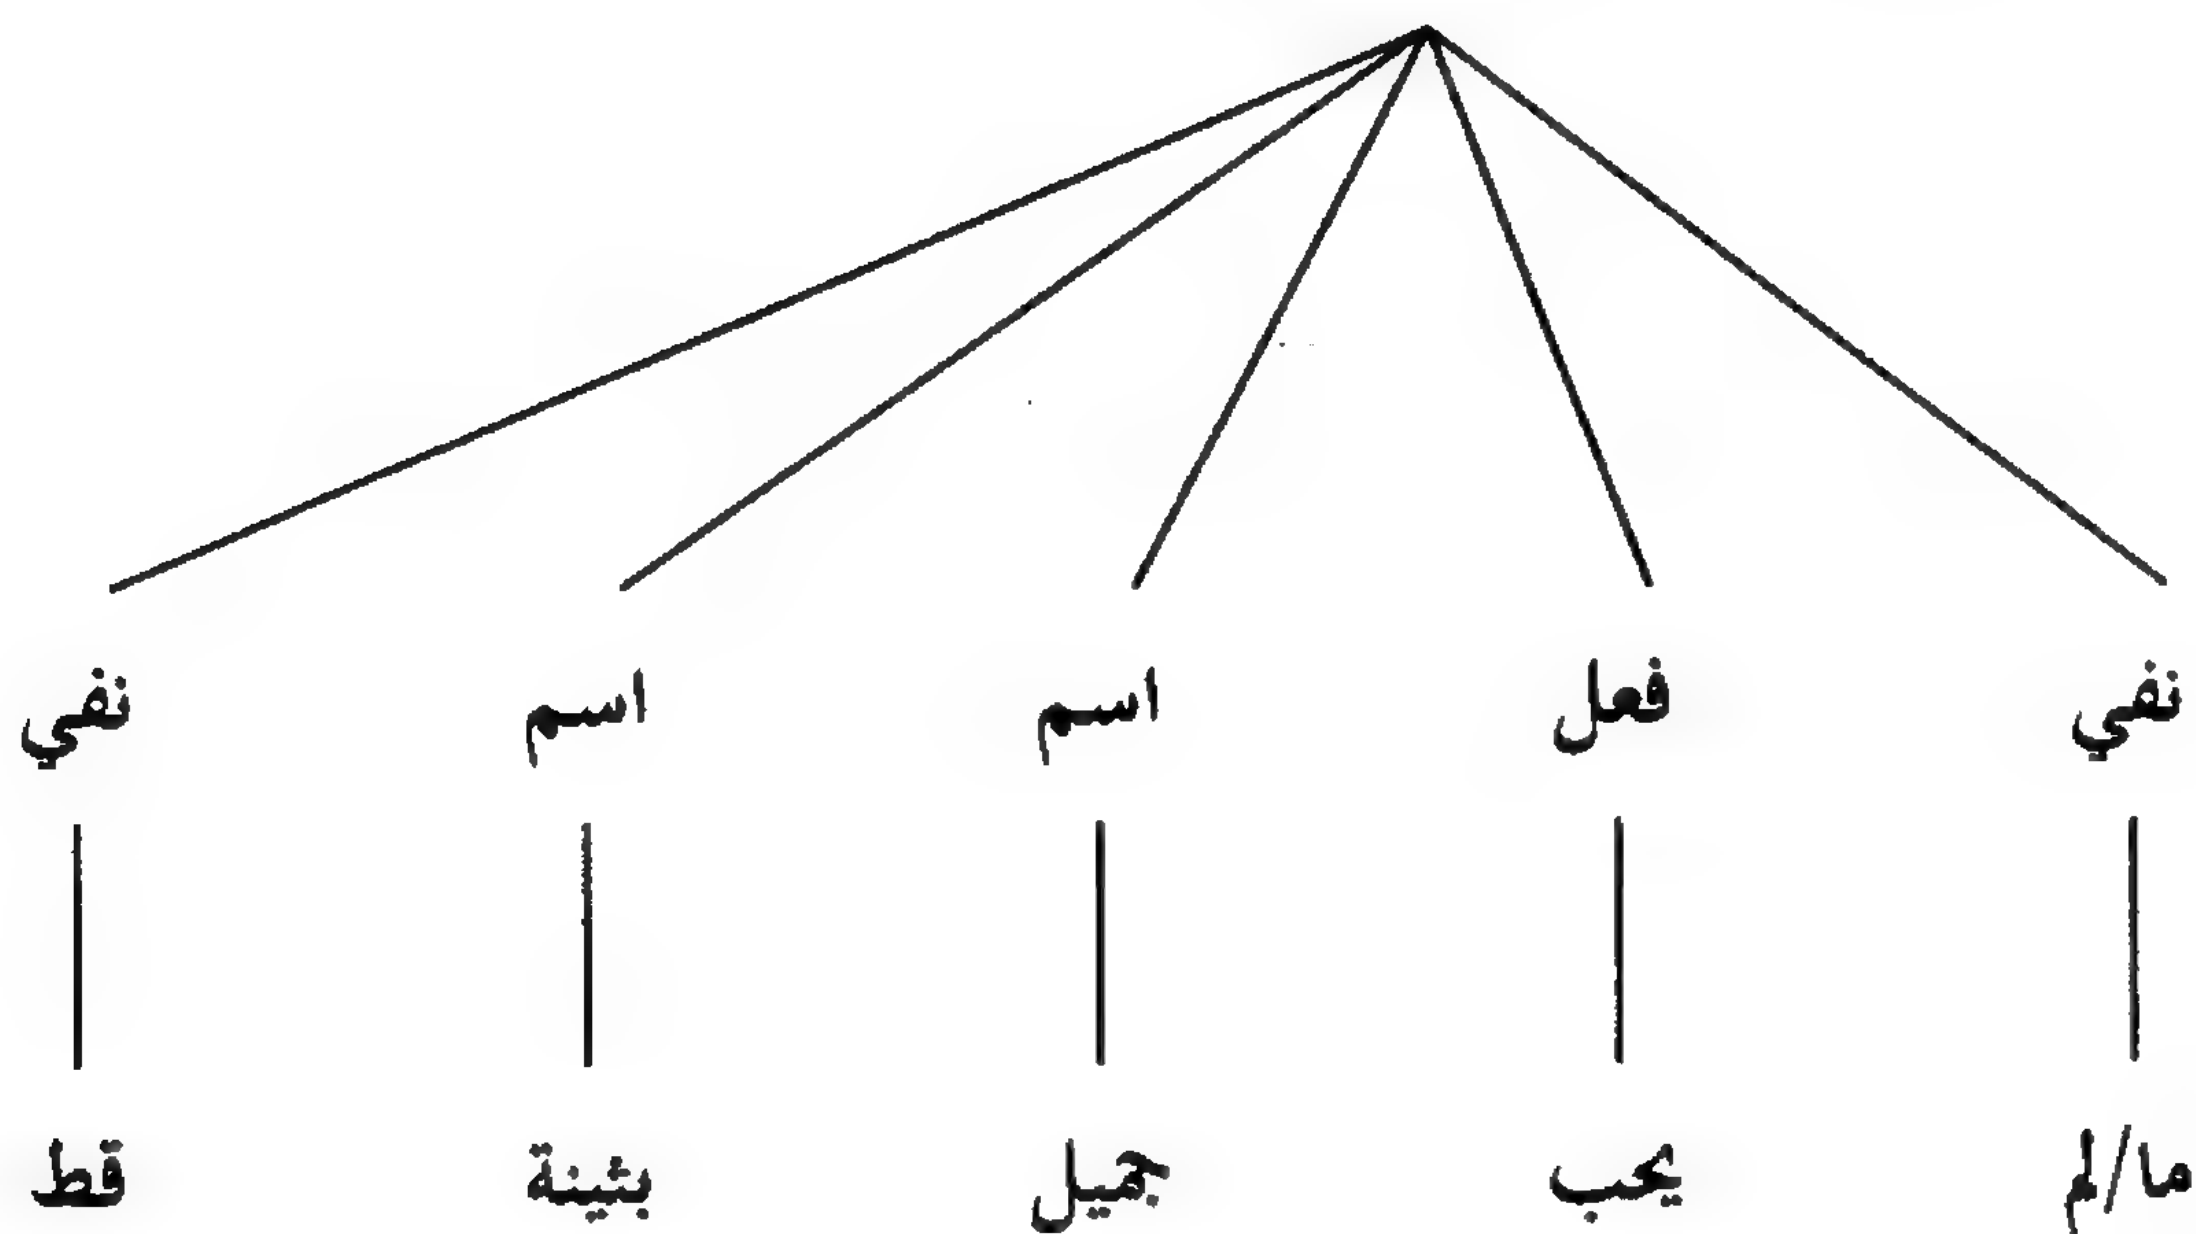 نفي فعل اسم اسم نفي
ما/لم يحب جميل بثينة قط